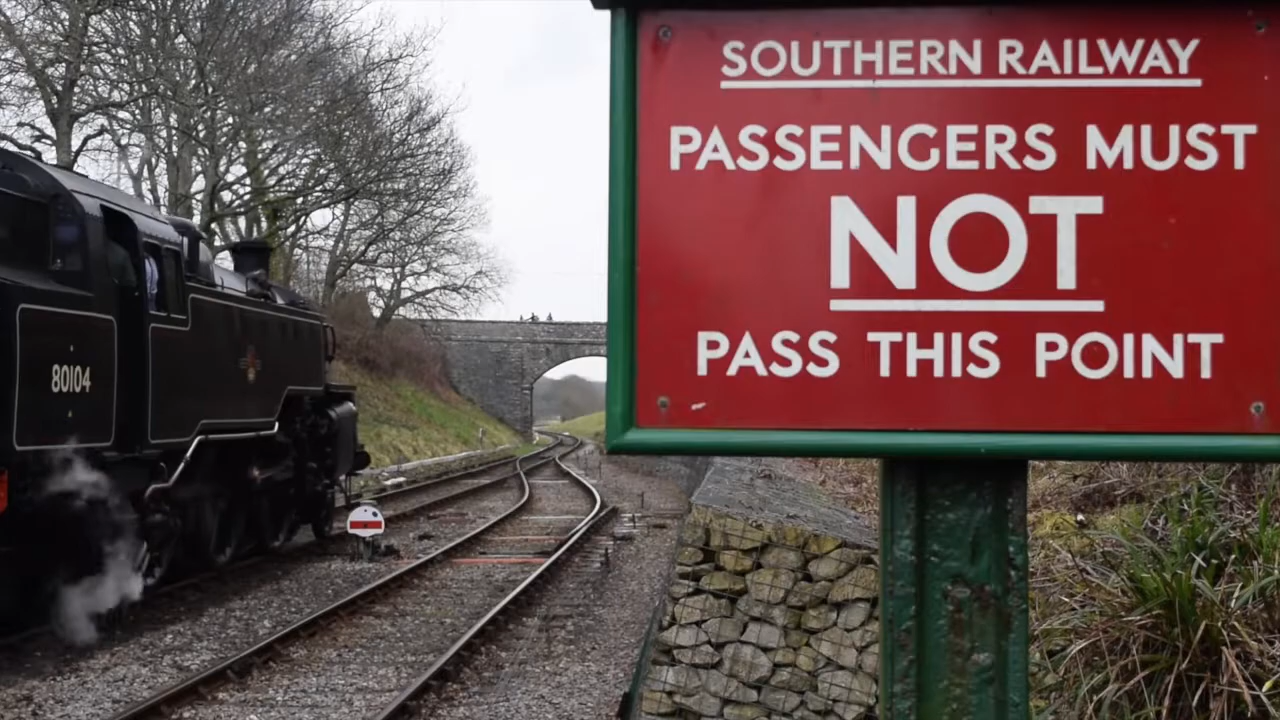 80104
SOUTHERN RAILWAY
PASSENGERS MUST
NOT
PASS THIS POINT